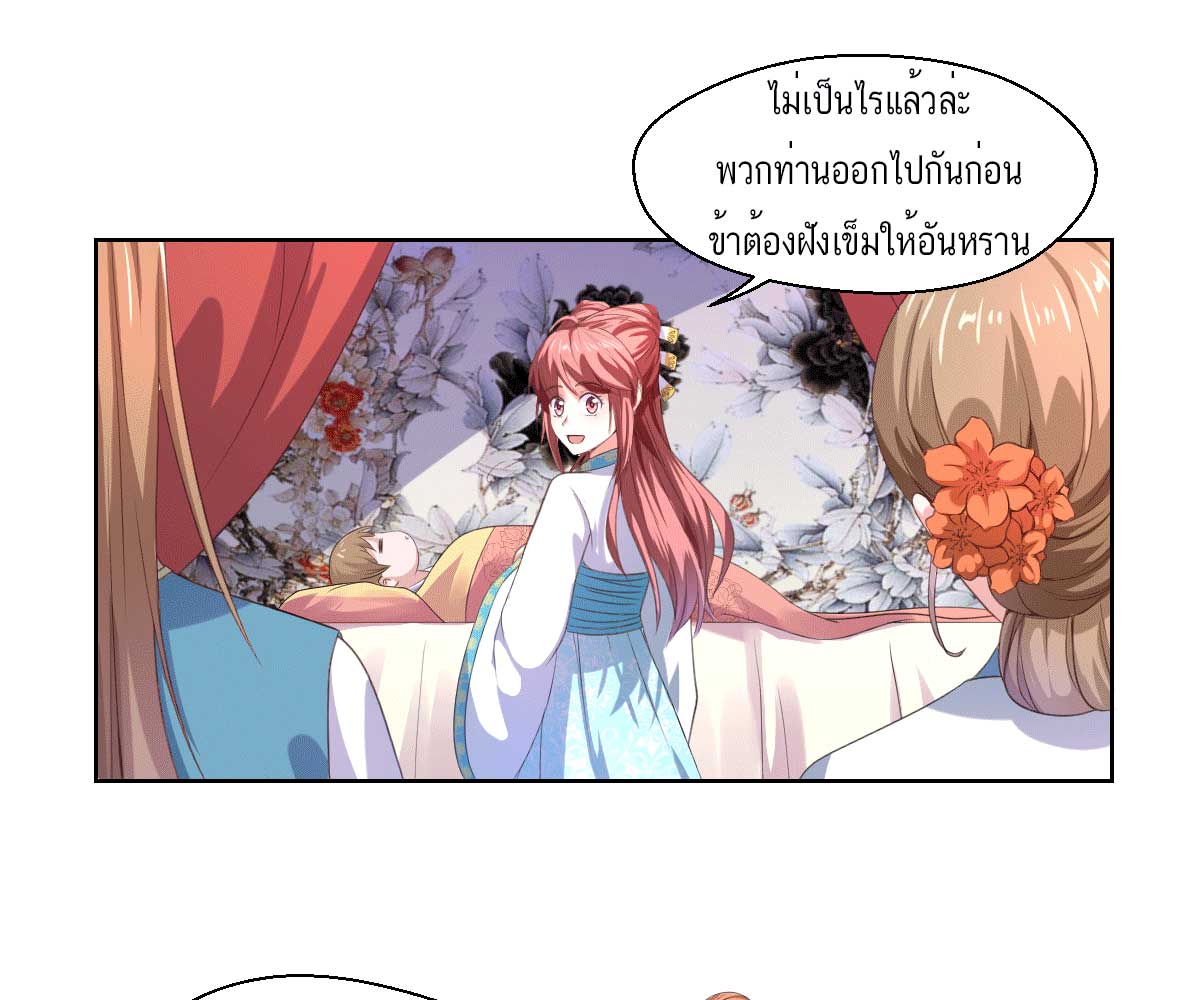 ไม่เป็นไรแล้วล่ะ
พวกท่านออกไปกันก่อน
ข้าต้องฝังเข็มให้อันหราน